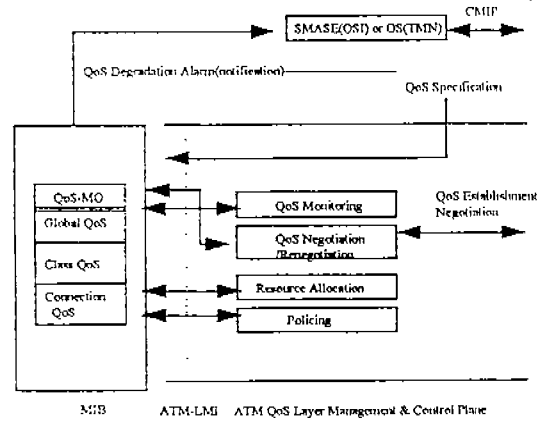 CMIP
SMASE(OSI) or OS(TMN)
QoS Degradation Alarm(notification)
QoS Specification
QoS-MO
Global QoS
Class QoS
Connection
QoS
QoS Monitoring
QoS Negotiation
/Renegotiation
Resource Allocation
Policing
QoS Establishment
Negotiation
MIB
ATM-LMI
ATM QoS Layer Management & Control Plane